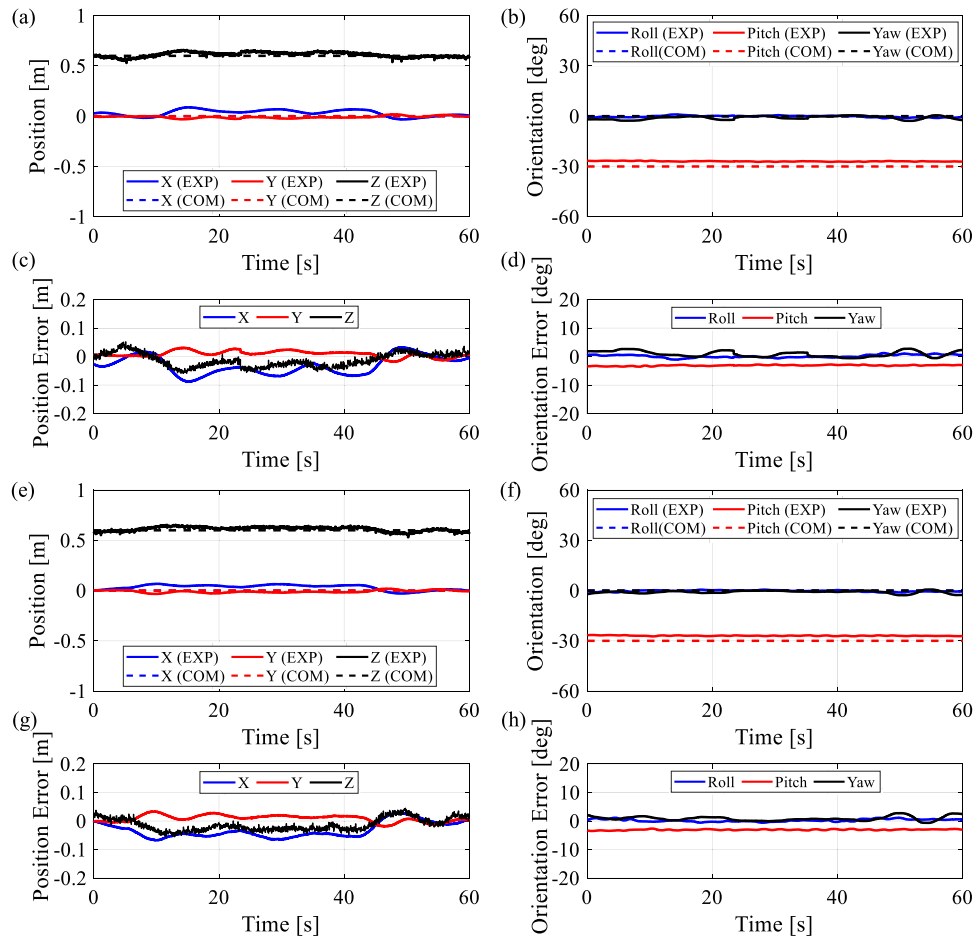 (a)
1
0.5
0
-0.5
-1
Position [m]
X (EXP) Y (EXP) Z (EXP)
X (COM) Y (COM) Z (COM)
0 20 40 60
Time [s]
(b)
60
30
0
-30
-60
Orientation [deg]
Roll (EXP) Pitch (EXP) Yaw (EXP)
Roll(COM) Pitch (COM) Yaw (COM)
0 20 40 60
Time [s]
(c)
0.2
0.1
0
-0.1
-0.2
Position Error [m]
X Y Z
0 20 40 60
Time [s]
(d)
20
10
0
-10
-20
Orientation Error [deg]
Roll Pitch Yaw
0 20 40 60
Time [s]
(e)
1
0.5
0
-0.5
-1
Position [m]
X (EXP) Y (EXP) Z (EXP)
X (COM) Y (COM) Z (COM)
0 20 40 60
Time [s]
(f)
60
30
0
-30
-60
Orientation [deg]
Roll (EXP) Pitch (EXP) Yaw (EXP)
Roll(COM) Pitch (COM) Yaw (COM)
0 20 40 60
Time [s]
(g)
0.2
0.1
0
-0.1
-0.2
Position Error [m]
X Y Z
0 20 40 60
Time [s]
(h)
20
10
0
-10
-20
Orientation Error [deg]
Roll Pitch Yaw
0 20 40 60
Time [s]